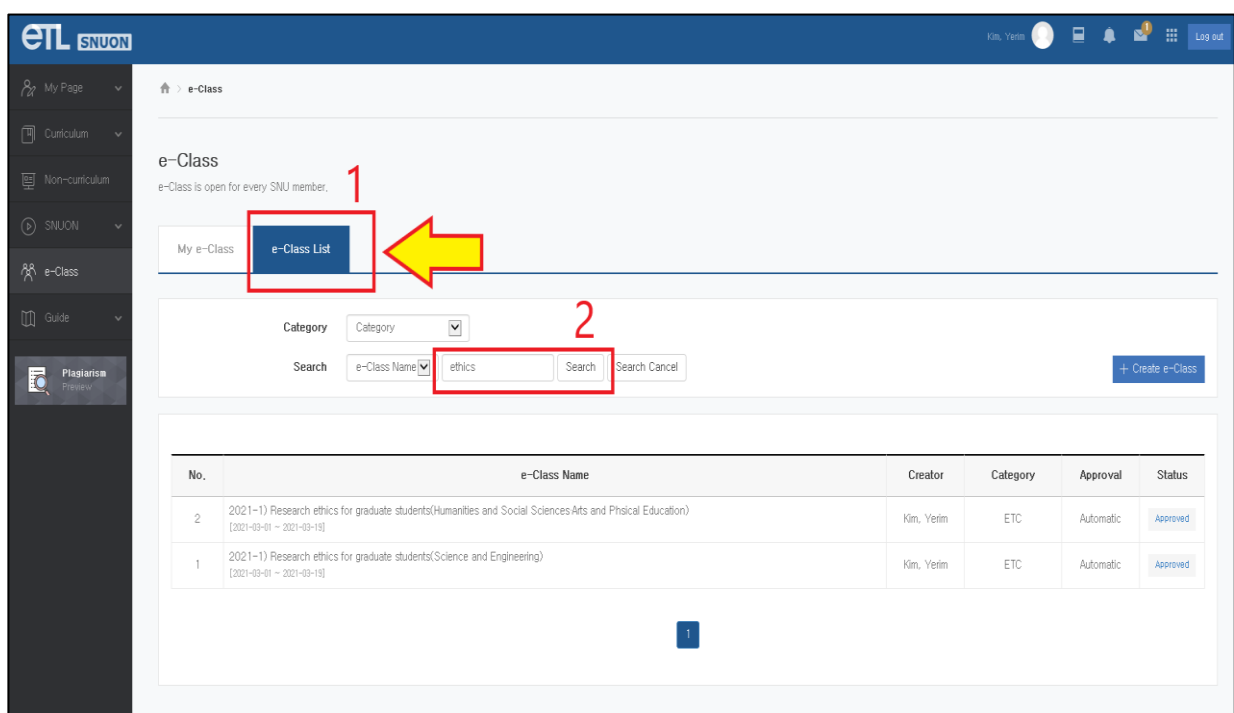 eTL SNUON
Kim, Yerim
1
Log out
My Page
Curriculum
Non-curriculum
SNUON
e-Class
Guide
Plagiarism
Preview
> e-Class
e-Class
e-Class is open for every SNU member.
1
My e-Class
e-Class List
2
Category
Category
Search
e-Class Name
ethics
Search
Search Cancel
+ Create e-Class
No.
e-Class Name
Creator
Category
Approval
Status
2
2021-1) Research ethics for graduate students(Humanities and Social Sciences·Arts and Phsical Education)
[2021-03-01 ~ 2021-03-19]
Kim, Yerim
ETC
Automatic
Approved
1
2021-1) Research ethics for graduate students(Science and Engineering)
[2021-03-01 ~ 2021-03-19]
Kim, Yerim
ETC
Automatic
Approved
1